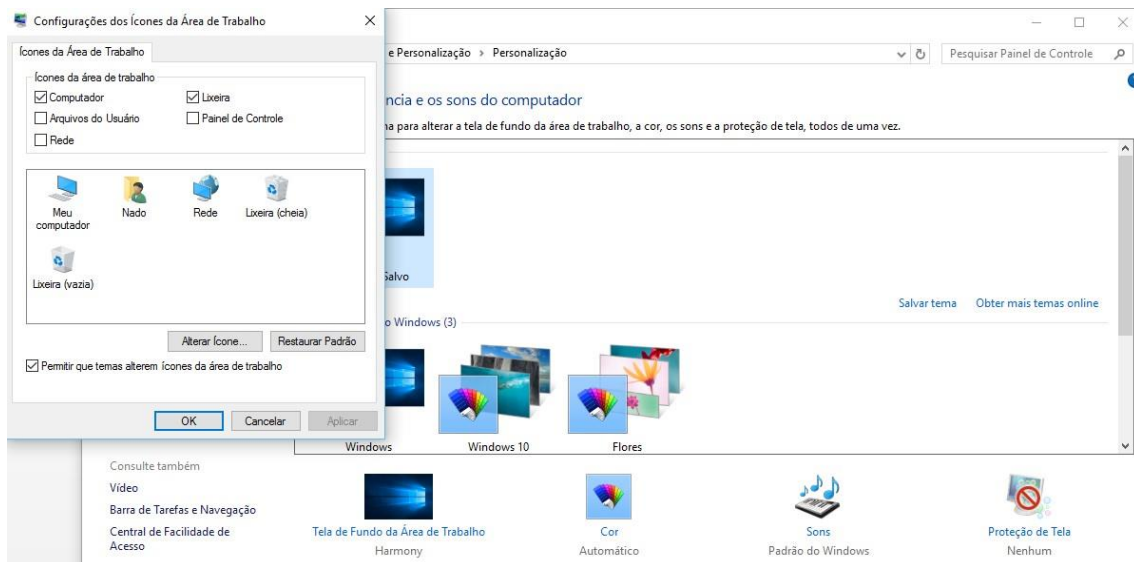 Configurações dos Ícones da Área de Trabalho
Ícones da Área de Trabalho
Ícones da área de trabalho
Computador
Lixeira
Arquivos do Usuário
Painel de Controle
Rede
Meu computador
Nado
Rede
Lixeira (cheia)
Lixeira (vazia)
Alterar Ícone...
Restaurar Padrão
Permitir que temas alterem ícones da área de trabalho
OK
Cancelar
Aplicar
e Personalização > Personalização
Pesquisar Painel de Controle
e os sons do computador
para alterar a tela de fundo da área de trabalho, a cor, os sons e a proteção de tela, todos de uma vez.
Salvo
Salvar tema
Obter mais temas online
Windows (3)
Windows
Windows 10
Flores
Consulte também
Vídeo
Barra de Tarefas e Navegação
Central de Facilidade de
Acesso
Tela de Fundo da Área de Trabalho
Harmony
Cor
Automático
Sons
Padrão do Windows
Proteção de Tela
Nenhum